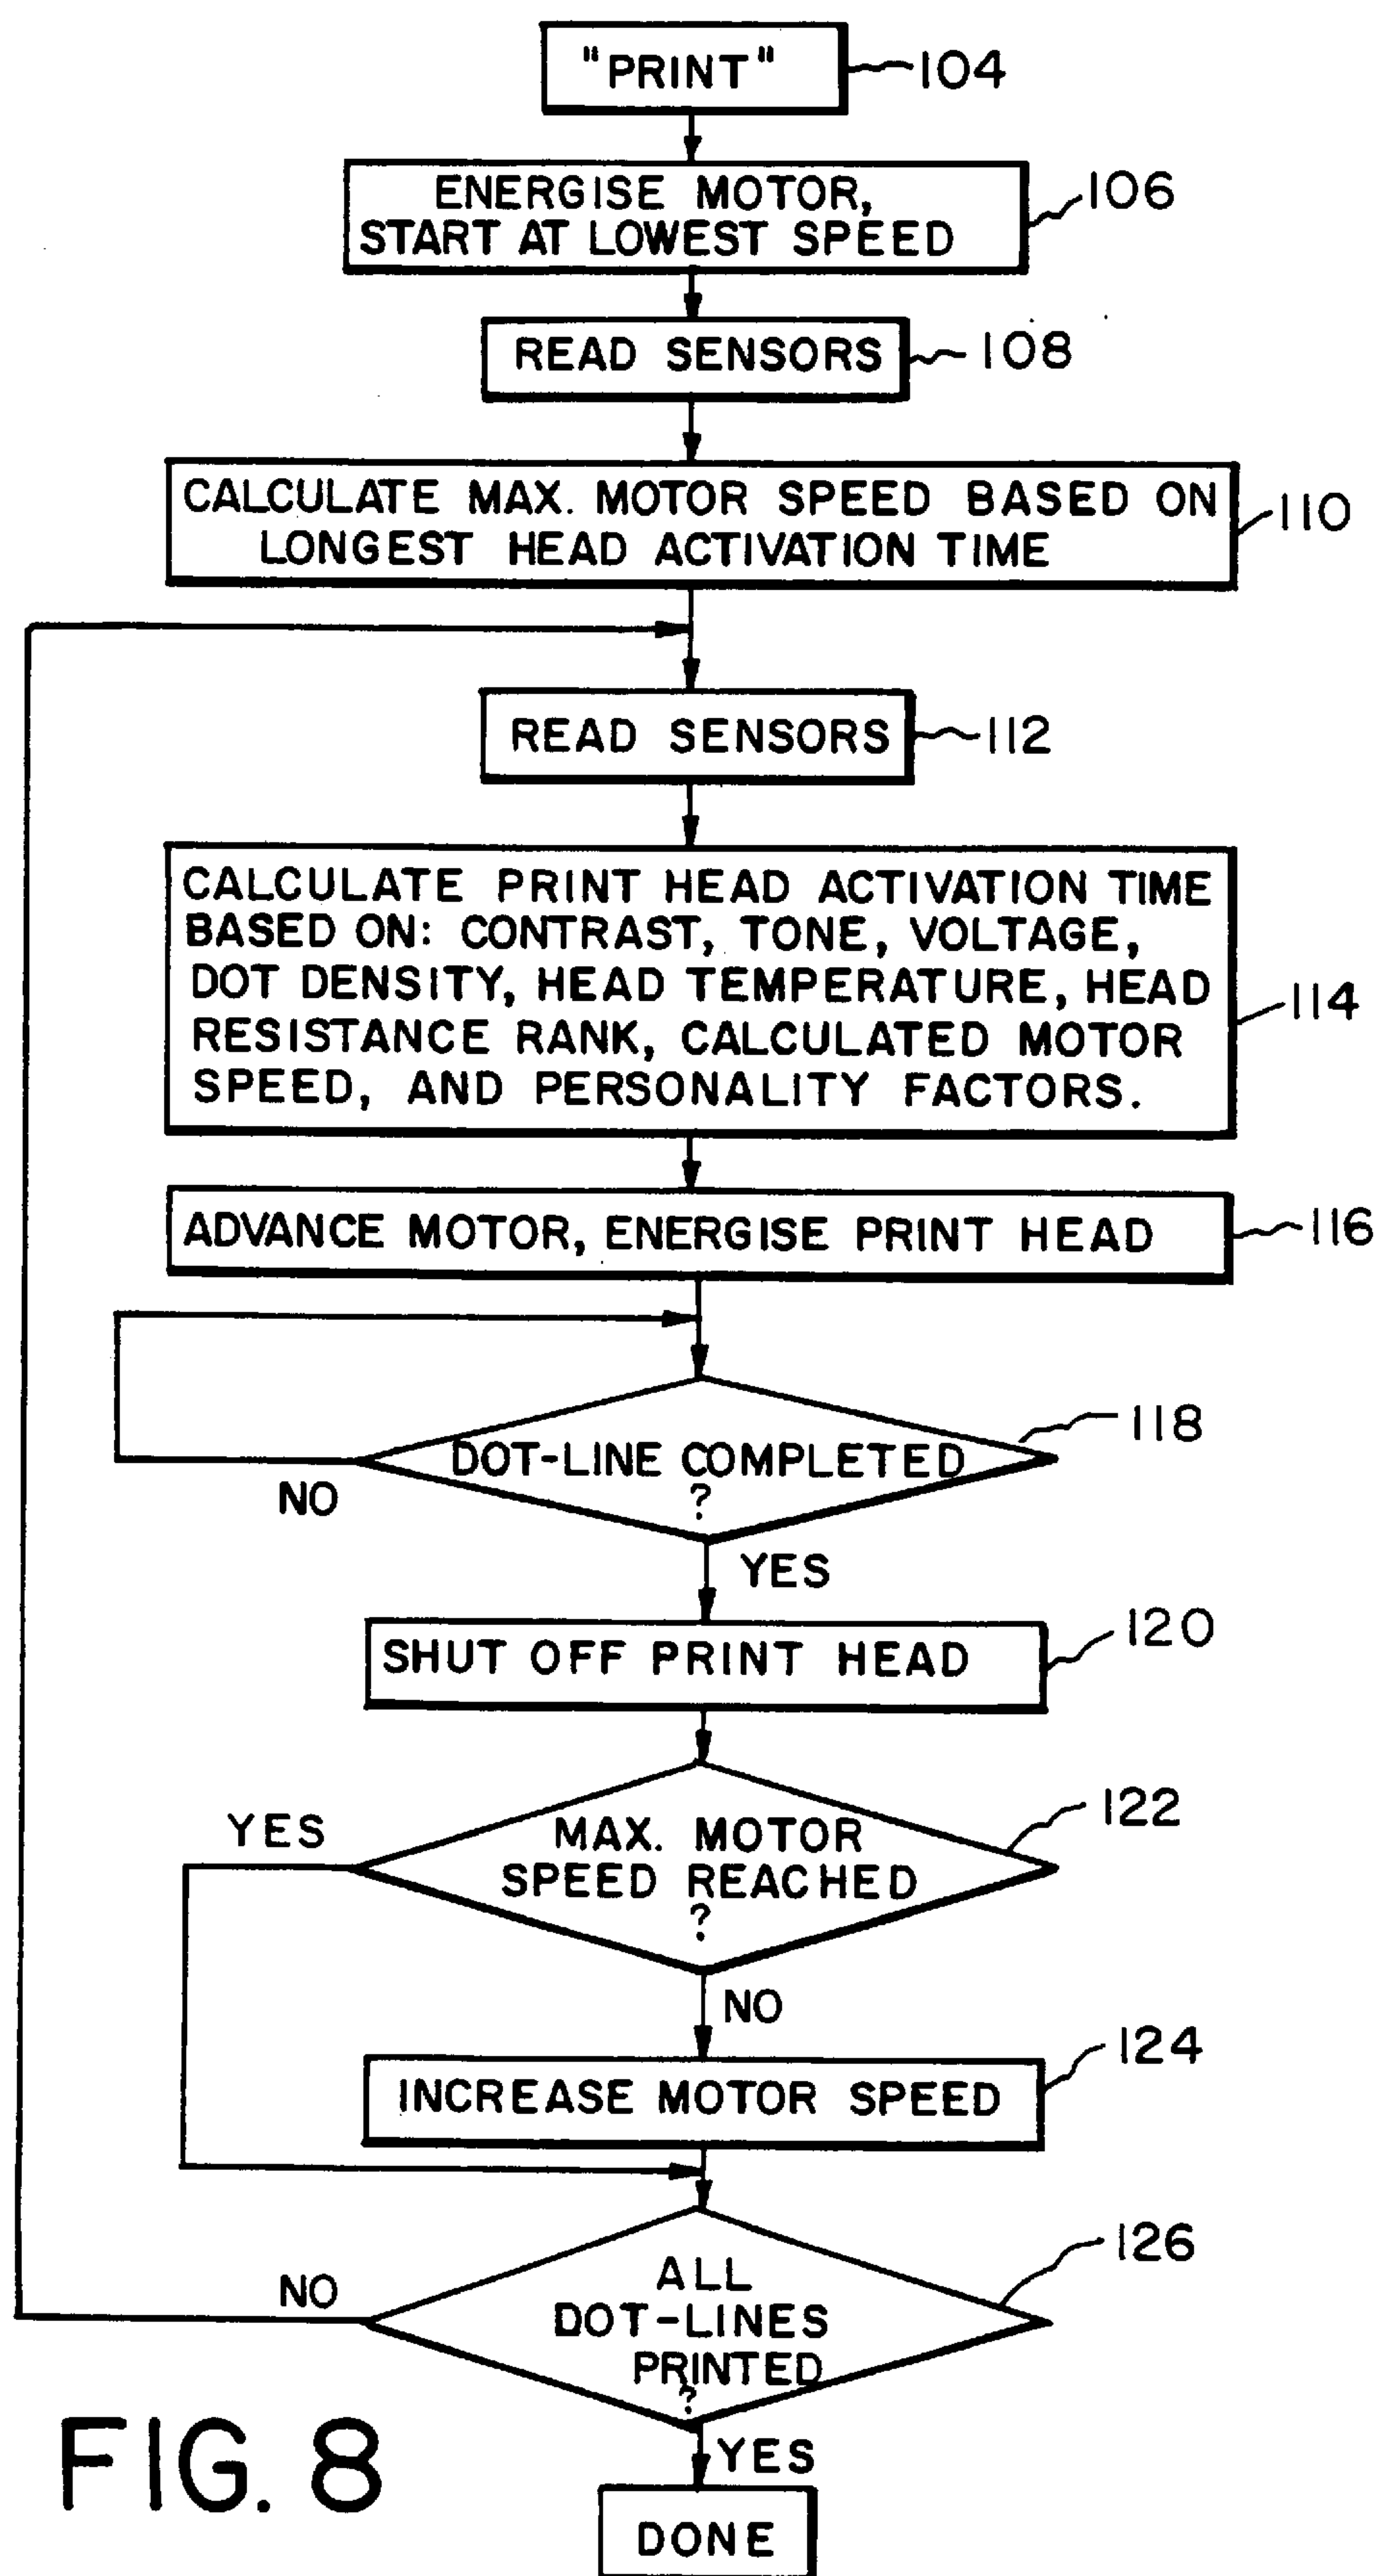 "PRINT"
104
ENERGISE MOTOR,
START AT LOWEST SPEED
106
READ SENSORS
108
CALCULATE MAX. MOTOR SPEED BASED ON
LONGEST HEAD ACTIVATION TIME
110
READ SENSORS
112
CALCULATE PRINT HEAD ACTIVATION TIME
BASED ON: CONTRAST, TONE, VOLTAGE,
DOT DENSITY, HEAD TEMPERATURE, HEAD
RESISTANCE RANK, CALCULATED MOTOR
SPEED, AND PERSONALITY FACTORS.
114
ADVANCE MOTOR, ENERGISE PRINT HEAD
116
DOT-LINE COMPLETED
?
118
NO
YES
SHUT OFF PRINT HEAD
120
MAX. MOTOR
SPEED REACHED
?
122
YES
NO
INCREASE MOTOR SPEED
124
ALL
DOT-LINES
PRINTED
?
126
NO
YES
DONE
FIG. 8